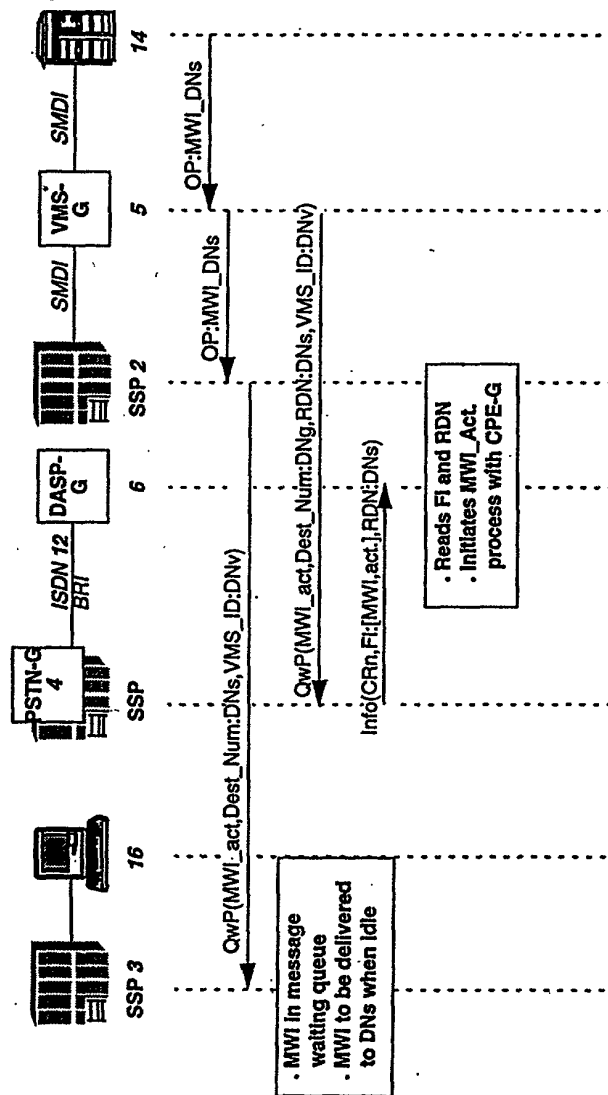 SSP 3
16
PSTN-G
4
SSP
ISDN 12
BRI
DASP-
G
6
SSP 2
SMDI
VMS-
G
5
SMDI
14
OP:MWI_DNs
OP:MWI_DNs
QwP(MWI_act,Dest_Num:DNs,VMS_ID:DNv)
QwP(MWI_act,Dest_Num:DNg,RDN:DNs,VMS_ID:DNv)
Info(CRn,FI:[MWI,act.],RDN:DNs)
. MWI in message
waiting queue
. MWI to be delivered
to DNs when idle
. Reads FI and RDN
. Initiates MWI_Act.
process with CPE-G